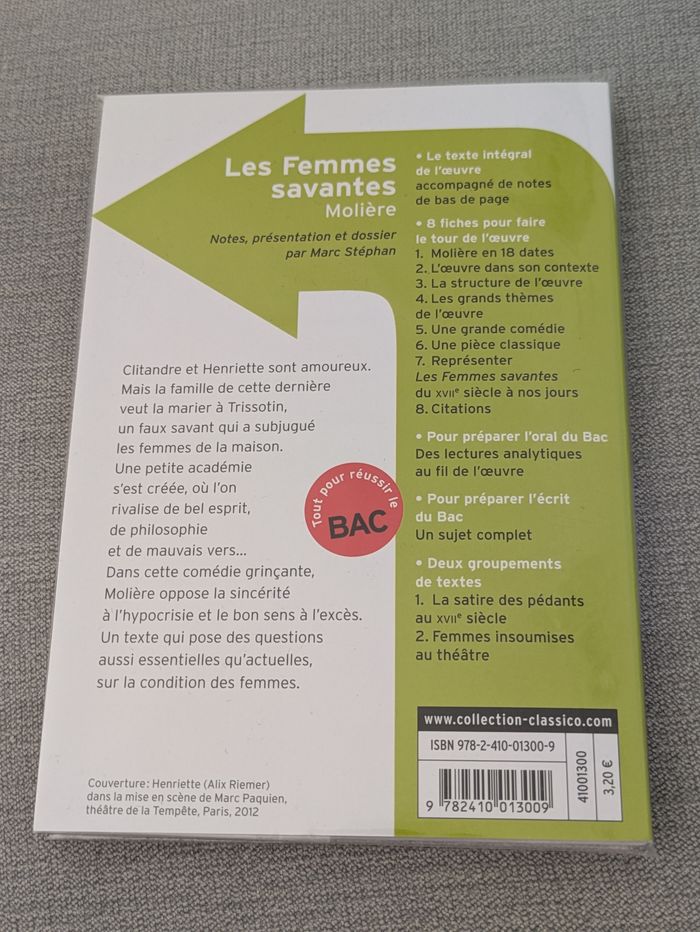 Les Femmes
savantes
Molière
Notes, présentation et dossier
par Marc Stéphan
Clitandre et Henriette sont amoureux.
Mais la famille de cette dernière
veut la marier à Trissotin,
un faux savant qui a subjugué
les femmes de la maison.
Une petite académie
s'est créée, où l'on
rivalise de bel esprit,
de philosophie
et de mauvais vers...
Dans cette comédie grinçante,
Molière oppose la sincérité
à l'hypocrisie et le bon sens à l'excès.
Un texte qui pose des questions
aussi essentielles qu'actuelles,
sur la condition des femmes.
Tout pour réussir le
BAC
Couverture : Henriette (Alix Riemer)
dans la mise en scène de Marc Paquien,
théâtre de la Tempête, Paris, 2012
• Le texte intégral
de l'œuvre
accompagné de notes
de bas de page
• 8 fiches pour faire
le tour de l'œuvre
1. Molière en 18 dates
2. L'œuvre dans son contexte
3. La structure de l'œuvre
4. Les grands thèmes
de l'œuvre
5. Une grande comédie
6. Une pièce classique
7. Représenter
Les Femmes savantes
du XVIIe siècle à nos jours
8. Citations
• Pour préparer l'oral du Bac
Des lectures analytiques
au fil de l'œuvre
• Pour préparer l'écrit
du Bac
Un sujet complet
• Deux groupements
de textes
1. La satire des pédants
au XVIIe siècle
2. Femmes insoumises
au théâtre
www.collection-classico.com
ISBN 978-2-410-01300-9
9 782410 013009
41001300
3,20 €